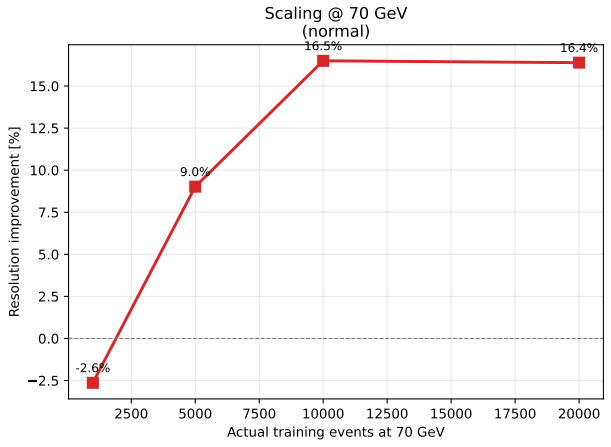 Scaling @ 70 GeV
(normal)
16.5%
16.4%
9.0%
-2.6%
Resolution improvement [%]
15.0
12.5
10.0
7.5
5.0
2.5
0.0
−2.5
2500 5000 7500 10000 12500 15000 17500 20000
Actual training events at 70 GeV